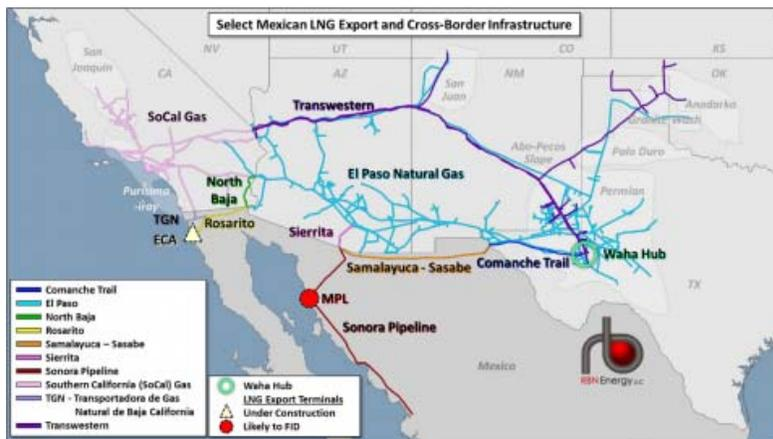 Select Mexican LNG Export and Cross-Border Infrastructure
San
Joaquin
NV
UT
CO
KS
CA
AZ
NM
OK
San
Juan
Anadarko
Transwestern
SoCal Gas
Granite Wash
Abo-Pecos
Slope
Palo Duro
El Paso Natural Gas
Permian
North
Baja
TGN
Rosarito
ECA
Sierrita
Waha Hub
Samalayuca - Sasabe
Comanche Trail
TX
MPL
Sonora Pipeline
Mexico
Comanche Trail
El Paso
North Baja
Rosarito
Samalayuca – Sasabe
Sierrita
Sonora Pipeline
Southern California (SoCal) Gas
TGN - Transportadora de Gas
Natural de Baja California
Transwestern
Waha Hub
LNG Export Terminals
Under Construction
Likely to FID
RBN Energy LLC